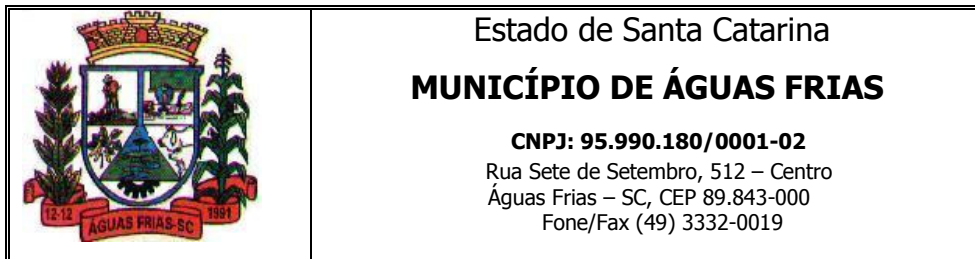 12-12
ÁGUAS FRIAS-SC
1991
Estado de Santa Catarina
MUNICÍPIO DE ÁGUAS FRIAS
CNPJ: 95.990.180/0001-02
Rua Sete de Setembro, 512 – Centro
Águas Frias – SC, CEP 89.843-000
Fone/Fax (49) 3332-0019